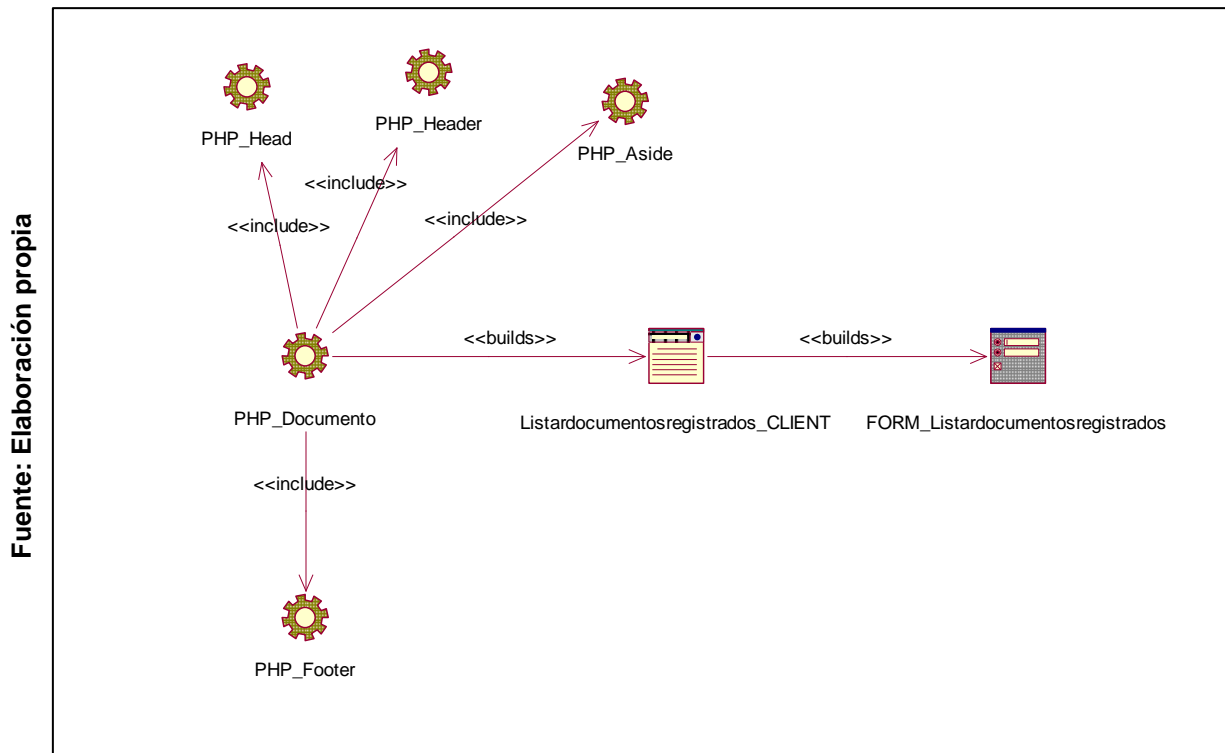 PHP_Head
PHP_Header
PHP_Aside
<<include>>
<<include>>
<<include>>
<<builds>>
<<builds>>
PHP_Documento
Listardocumentosregistrados_CLIENT
FORM_Listardocumentosregistrados
<<include>>
PHP_Footer
Fuente: Elaboración propia